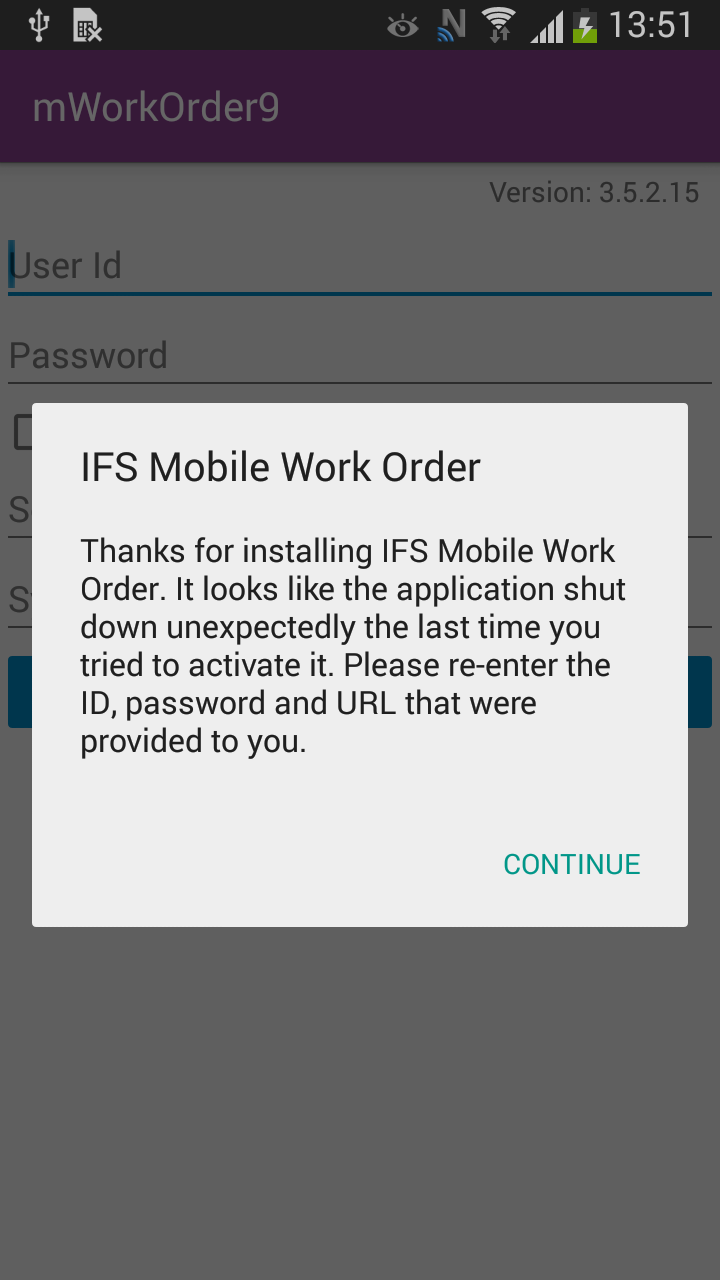 13:51
mWorkOrder9
Version: 3.5.2.15
User Id
Password
IFS Mobile Work Order
Thanks for installing IFS Mobile Work
Order. It looks like the application shut
down unexpectedly the last time you
tried to activate it. Please re-enter the
ID, password and URL that were
provided to you.
CONTINUE